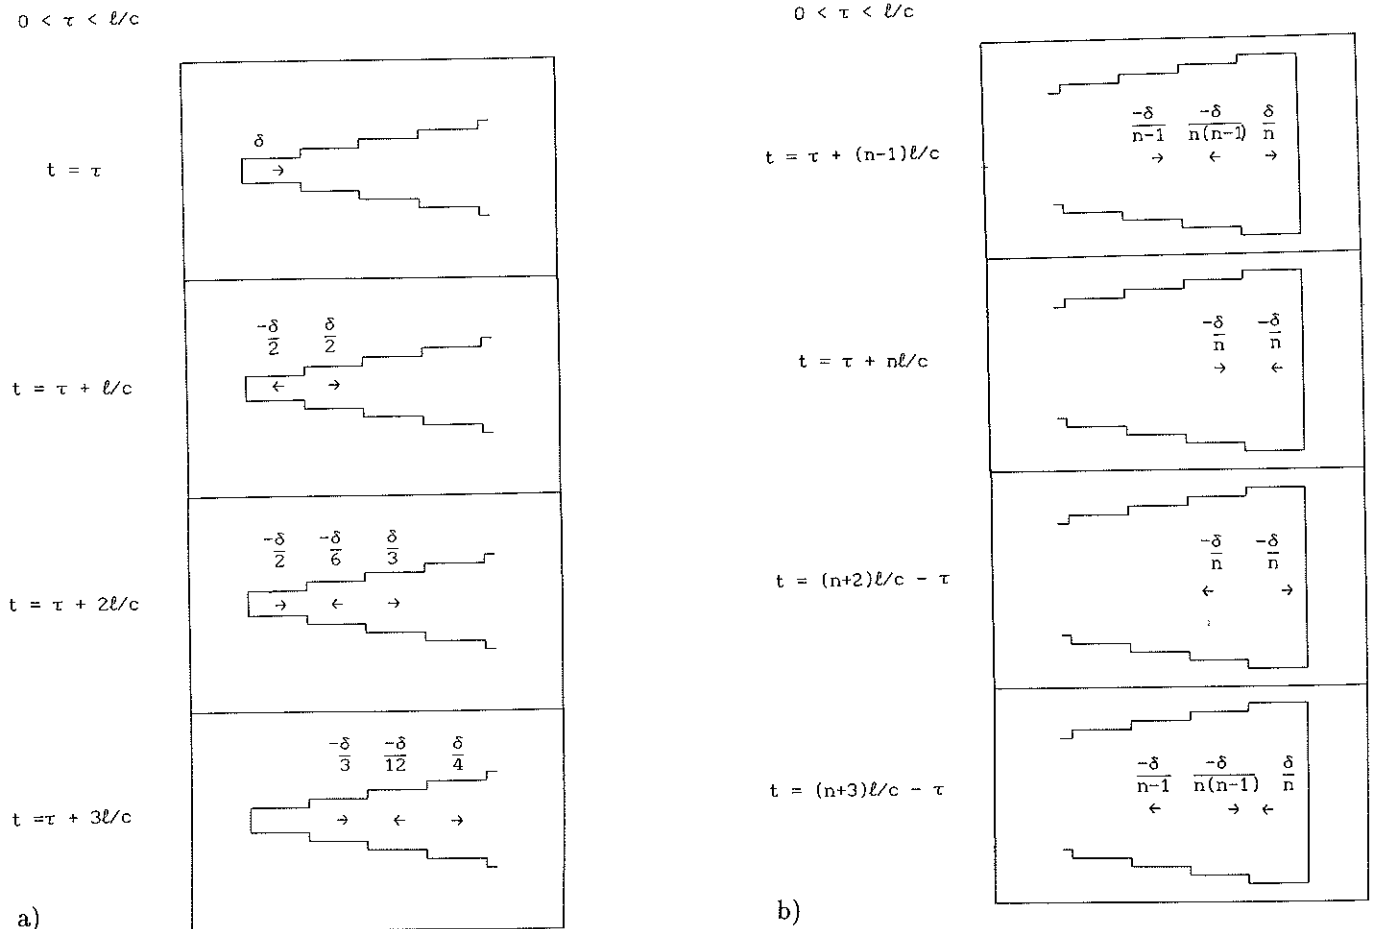 0 < τ < ℓ/c
δ
→
t = τ
-δ/2 δ/2
← →
t = τ + ℓ/c
-δ/2 -δ/6 δ/3
→ ← →
t = τ + 2ℓ/c
-δ/3 -δ/12 δ/4
→ ← →
t =τ + 3ℓ/c
a)
0 < τ < ℓ/c
-δ/n-1 -δ/n(n-1) δ/n
→ ← →
t = τ + (n-1)ℓ/c
-δ/n -δ/n
→ ←
t = τ + nℓ/c
-δ/n -δ/n
← →
t = (n+2)ℓ/c - τ
-δ/n-1 -δ/n(n-1) δ/n
← → ←
t = (n+3)ℓ/c - τ
b)